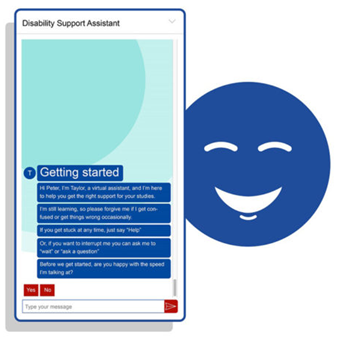 Disability Support Assistant
T
Getting started
Hi Peter, I'm Taylor, a virtual assistant, and I'm here
to help you get the right support for your studies.
I'm still learning, so please forgive me if I get con-
fused or get things wrong occasionally.
If you get stuck at any time, just say "Help"
Or, if you want to interrupt me you can ask me to
"wait" or "ask a question"
Before we get started, are you happy with the speed
I'm talking at?
Yes No
Type your message